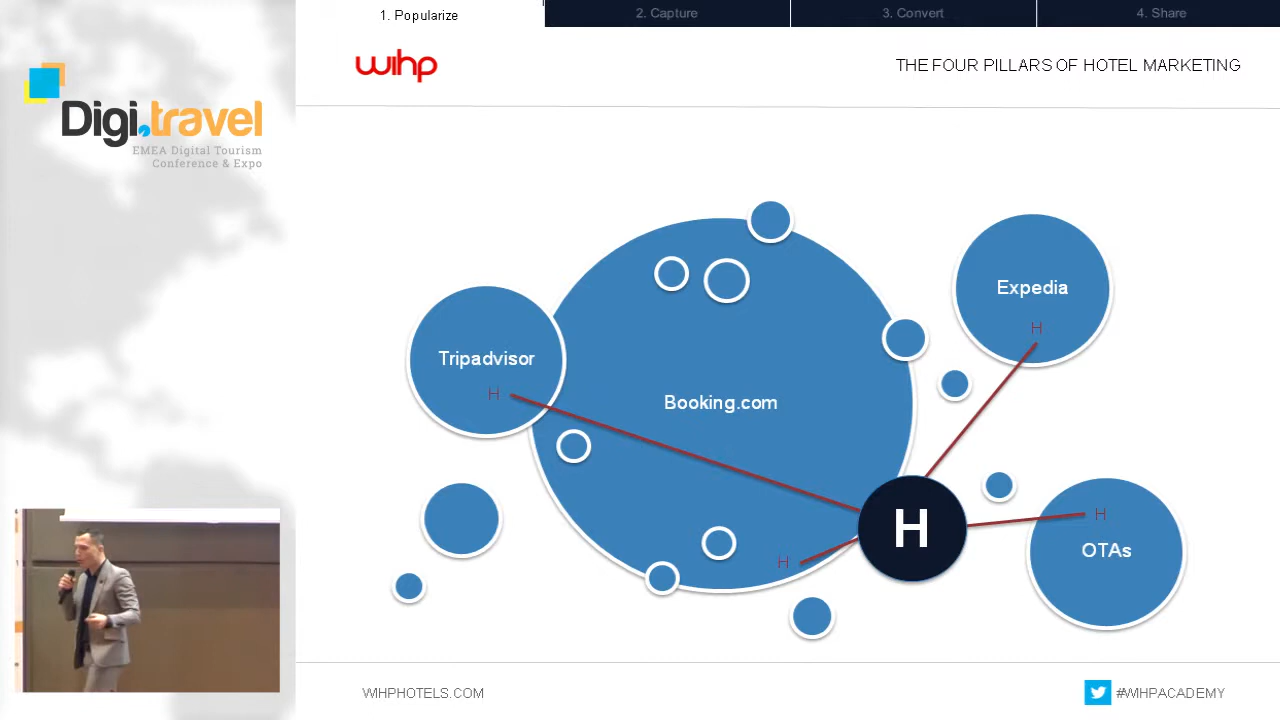 1. Popularize
2. Capture
3. Convert
4. Share
wihp
THE FOUR PILLARS OF HOTEL MARKETING
Digi.travel
EMEA Digital Tourism
Conference & Expo
Expedia
H
Tripadvisor
H
Booking.com
H
H
H
OTAs
WIHPHOTELS.COM
#WIHPACADEMY